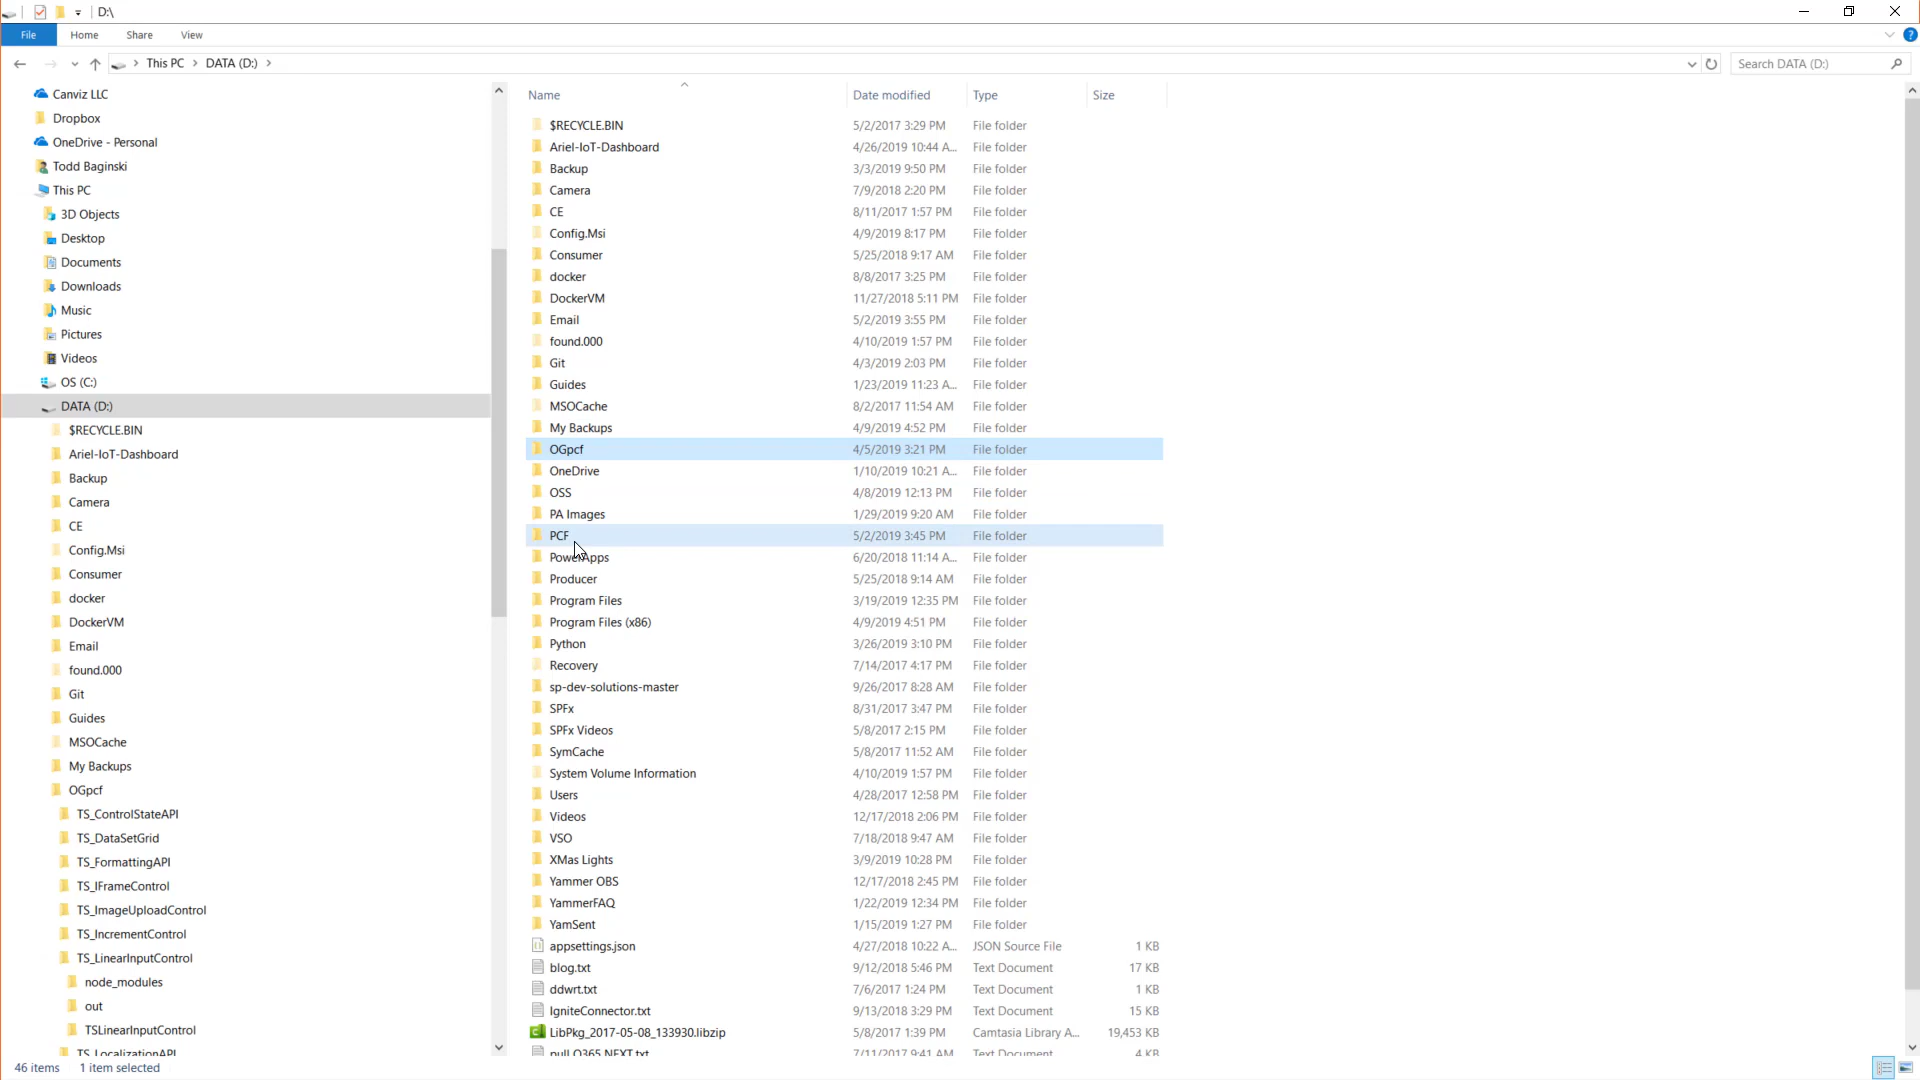 D:\
File Home Share View
This PC DATA (D:) Search DATA (D:)
Canviz LLC
Dropbox
OneDrive - Personal
Todd Baginski
This PC
3D Objects
Desktop
Documents
Downloads
Music
Pictures
Videos
OS (C:)
DATA (D:)
$RECYCLE.BIN
Ariel-IoT-Dashboard
Backup
Camera
CE
Config.Msi
Consumer
docker
DockerVM
Email
found.000
Git
Guides
MSOCache
My Backups
OGpcf
TS_ControlStateAPI
TS_DataSetGrid
TS_FormattingAPI
TS_IFrameControl
TS_ImageUploadControl
TS_IncrementControl
TS_LinearInputControl
node_modules
out
TSLinearInputControl
TS_LocalizationAPI
Name Date modified Type Size
$RECYCLE.BIN 5/2/2017 3:29 PM File folder
Ariel-IoT-Dashboard 4/26/2019 10:44 A... File folder
Backup 3/3/2019 9:50 PM File folder
Camera 7/9/2018 2:20 PM File folder
CE 8/11/2017 1:57 PM File folder
Config.Msi 4/9/2019 8:17 PM File folder
Consumer 5/25/2018 9:17 AM File folder
docker 8/8/2017 3:25 PM File folder
DockerVM 11/27/2018 5:11 PM File folder
Email 5/2/2019 3:55 PM File folder
found.000 4/10/2019 1:57 PM File folder
Git 4/3/2019 2:03 PM File folder
Guides 1/23/2019 11:23 A... File folder
MSOCache 8/2/2017 11:54 AM File folder
My Backups 4/9/2019 4:52 PM File folder
OGpcf 4/5/2019 3:21 PM File folder
OneDrive 1/10/2019 10:21 A... File folder
OSS 4/8/2019 12:13 PM File folder
PA Images 1/29/2019 9:20 AM File folder
PCF 5/2/2019 3:45 PM File folder
PowerApps 6/20/2018 11:14 A... File folder
Producer 5/25/2018 9:14 AM File folder
Program Files 3/19/2019 12:35 PM File folder
Program Files (x86) 4/9/2019 4:51 PM File folder
Python 3/26/2019 3:10 PM File folder
Recovery 7/14/2017 4:17 PM File folder
sp-dev-solutions-master 9/26/2017 8:28 AM File folder
SPFx 8/31/2017 3:47 PM File folder
SPFx Videos 5/8/2017 2:15 PM File folder
SymCache 5/8/2017 11:52 AM File folder
System Volume Information 4/10/2019 1:57 PM File folder
Users 4/28/2017 12:58 PM File folder
Videos 12/17/2018 2:06 PM File folder
VSO 7/18/2018 9:47 AM File folder
XMas Lights 3/9/2019 10:28 PM File folder
Yammer OBS 12/17/2018 2:45 PM File folder
YammerFAQ 1/22/2019 12:34 PM File folder
YamSent 1/15/2019 1:27 PM File folder
appsettings.json 4/27/2018 10:22 A... JSON Source File 1 KB
blog.txt 9/12/2018 5:46 PM Text Document 17 KB
ddwrt.txt 7/6/2017 1:24 PM Text Document 1 KB
IgniteConnector.txt 9/13/2018 3:29 PM Text Document 15 KB
LibPkg_2017-05-08_133930.libzip 5/8/2017 1:39 PM Camtasia Library A... 19,453 KB
pull O365 NEXT.txt 7/11/2017 9:41 AM Text Document 4 KB
46 items 1 item selected